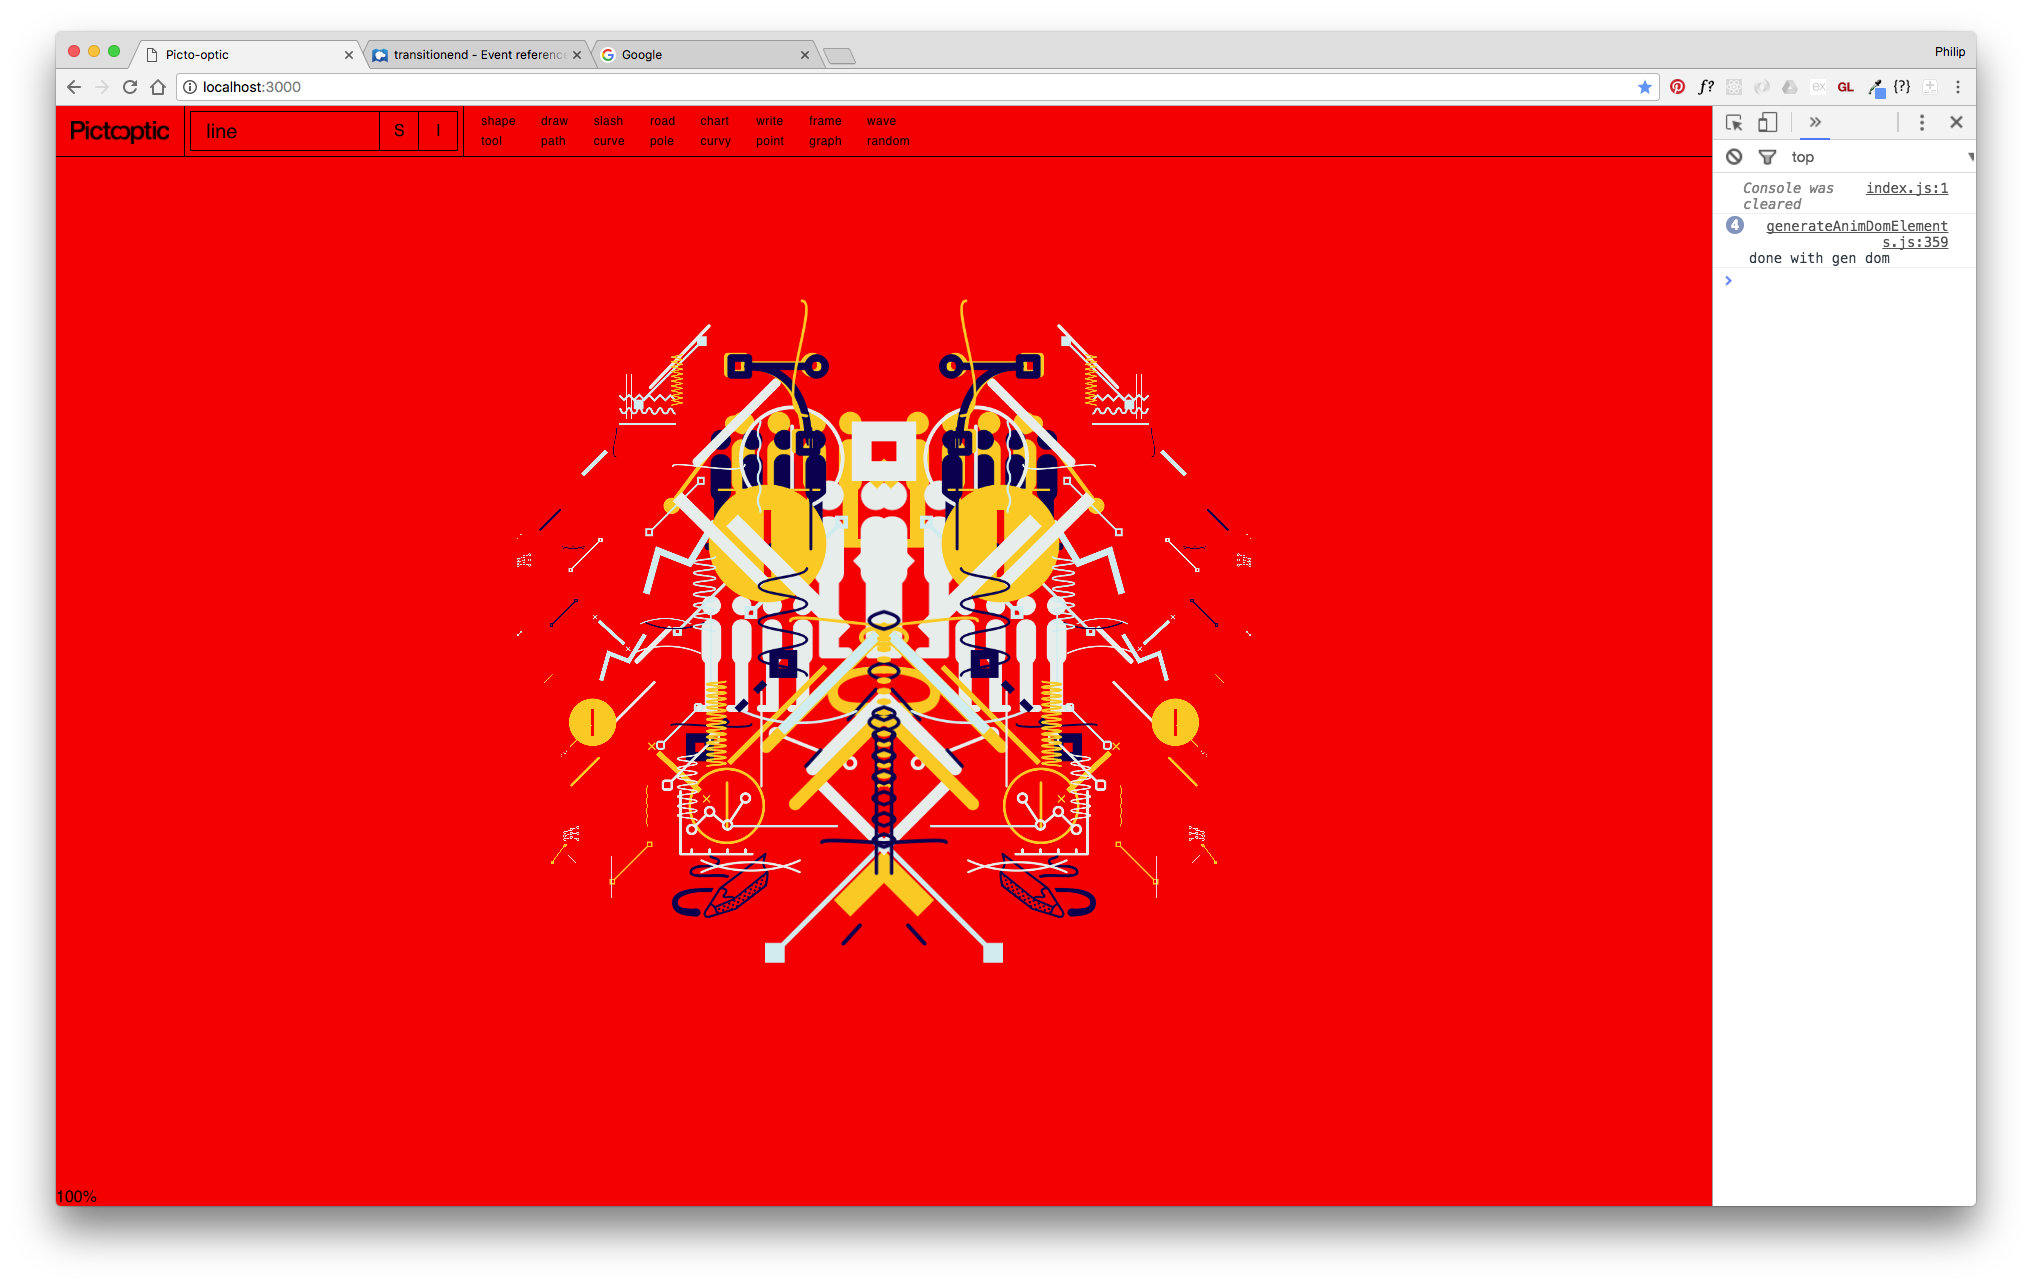 Picto-optic
transitionend - Event reference
Google
Philip
localhost:3000
f?
ex
GL
{?}
Pictooptic
line
S I
shape draw slash road chart write frame wave
tool path curve pole curvy point graph random
top
Console was cleared index.js:1
4 generateAnimDomElements.js:359
done with gen dom
100%